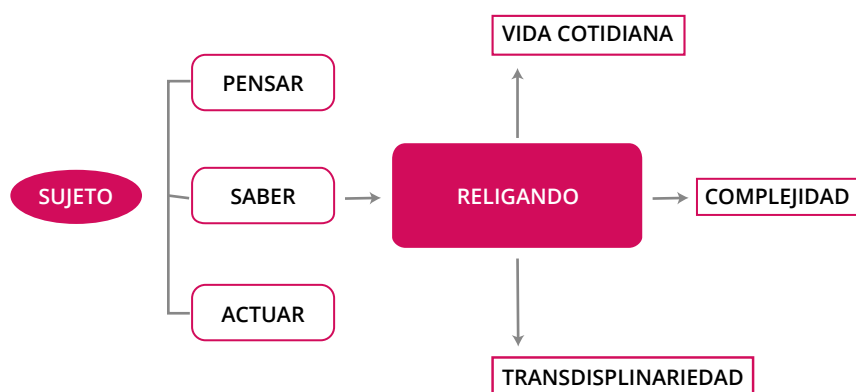 VIDA COTIDIANA
PENSAR
SUJETO
SABER
RELIGANDO
COMPLEJIDAD
ACTUAR
TRANSDISPLINARIEDAD